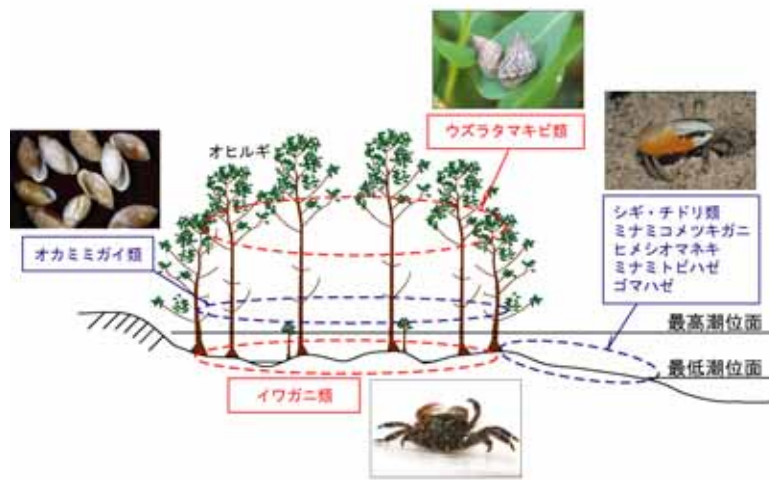 ウズラタマキビ類
オヒルギ
オカミミガイ類
シギ・チドリ類
ミナミコメツキガニ
ヒメシオマネキ
ミナミトビハゼ
ゴマハゼ
最高潮位面
最低潮位面
イワガニ類